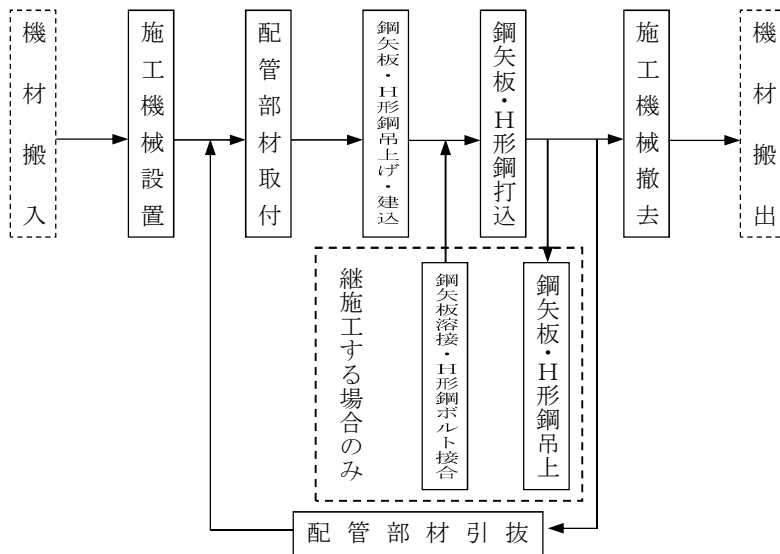 機材搬入
施工機械設置
配管部材取付
鋼矢板・H形鋼吊上げ・建込
鋼矢板・H形鋼打込
施工機械撤去
機材搬出
継施工する場合のみ
鋼矢板溶接・H形鋼ボルト接合
鋼矢板・H形鋼吊上
配管部材引抜